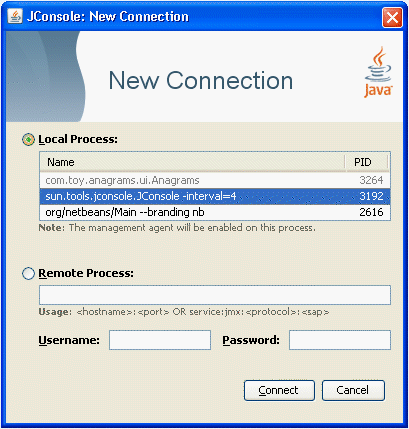 JConsole: New Connection
New Connection
Java
Local Process:
Name PID
com.toy.anagrams.ui.Anagrams 3264
sun.tools.jconsole.JConsole -interval=4 3192
org/netbeans/Main --branding nb 2616
Note: The management agent will be enabled on this process.
Remote Process:
Usage: <hostname>:<port> OR service:jmx:<protocol>:<sap>
Username: Password:
Connect Cancel